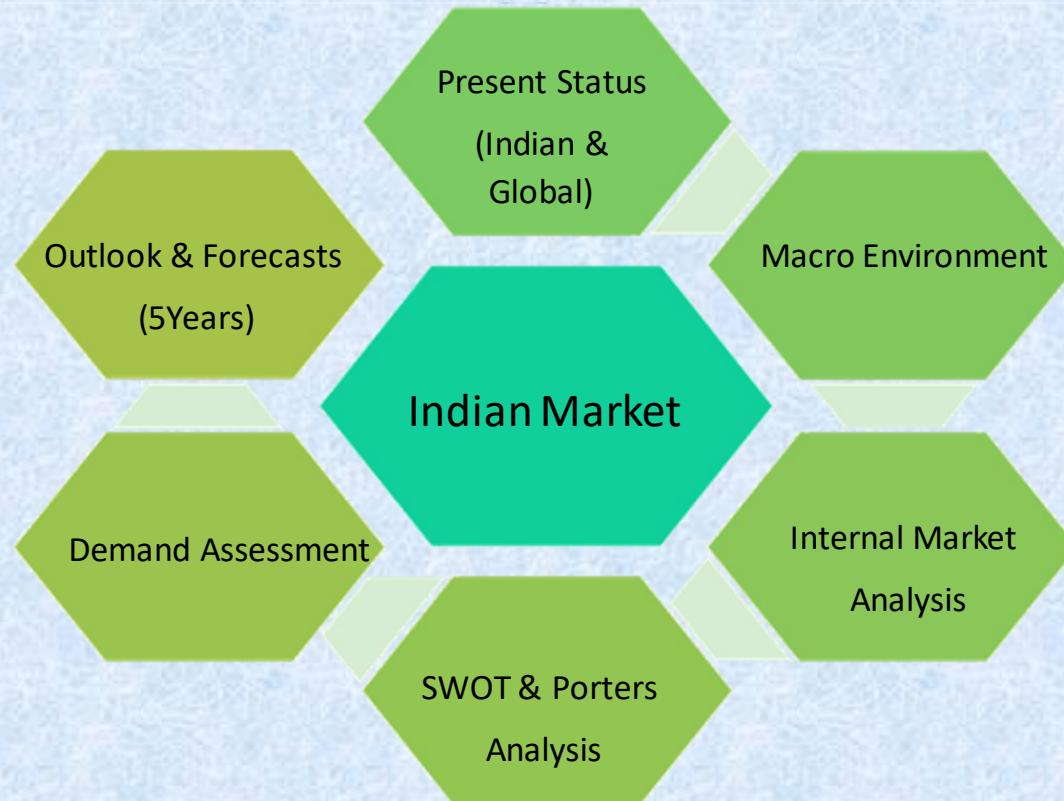 Present Status
(Indian &
Global)
Macro Environment
Internal Market
Analysis
SWOT & Porters
Analysis
Demand Assessment
Outlook & Forecasts
(5Years)
Indian Market